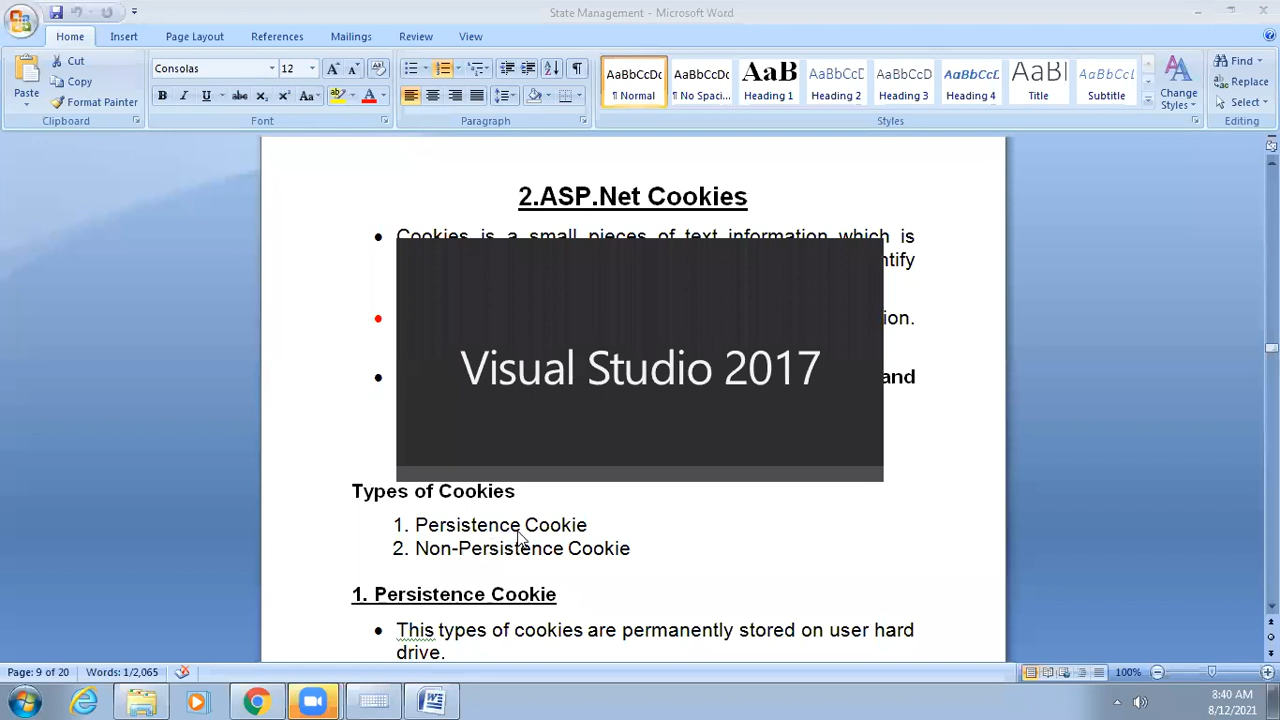 State Management - Microsoft Word
Home Insert Page Layout References Mailings Review View
Paste
Cut
Copy
Format Painter
Clipboard
Consolas 12
Font
Paragraph
AaBbCcDc AaBbCcDc AaB AaBbCcD AaBbCcD AaBbCcL AaB AaBbCcD
¶ Normal ¶ No Spaci... Heading 1 Heading 2 Heading 3 Heading 4 Title Subtitle
Change Styles
Styles
Find
Replace
Select
Editing
2.ASP.Net Cookies
Cookies is a small pieces of text information which is
ntify
ion.
and
Visual Studio 2017
Types of Cookies
1. Persistence Cookie
2. Non-Persistence Cookie
1. Persistence Cookie
This types of cookies are permanently stored on user hard
drive.
Page: 9 of 20 Words: 1/2,065 100%
8:40 AM
8/12/2021